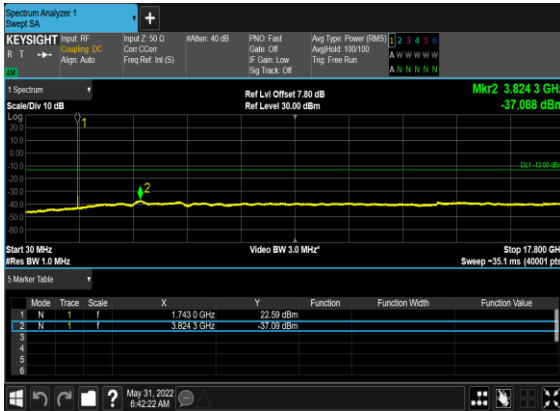 Spectrum Analyzer 1
Swept SA
+
KEYSIGHT Input: RF Input Z: 50 Ω #Atten: 40 dB PNO: Fast Avg Type: Power (RMS) 1 2 3 4 5 6
R T Coupling: DC Corr CCorr Gate: Off Avg|Hold: 100/100 A W W W W W
Align: Auto Freq Ref: Int (S) IF Gain: Low Trig: Free Run
Sig Track: Off A N N N N N
1 Spectrum Ref Lvl Offset 7.80 dB Mkr2 3.824 3 GHz
Scale/Div 10 dB Ref Level 30.00 dBm -37.088 dBm
Log
1
20.0
10.0
0.00
-10.0
DL1 -13.00 dBm
-20.0
-30.0
2
-40.0
-50.0
-60.0
Start 30 MHz Video BW 3.0 MHz* Stop 17.800 GHz
#Res BW 1.0 MHz Sweep ~35.1 ms (40001 pts)
5 Marker Table
Mode Trace Scale X Y Function Function Width Function Value
1 N 1 f 1.743 0 GHz 22.59 dBm
2 N 1 f 3.824 3 GHz -37.09 dBm
3
4
5
6
? May 31, 2022
6:42:22 AM